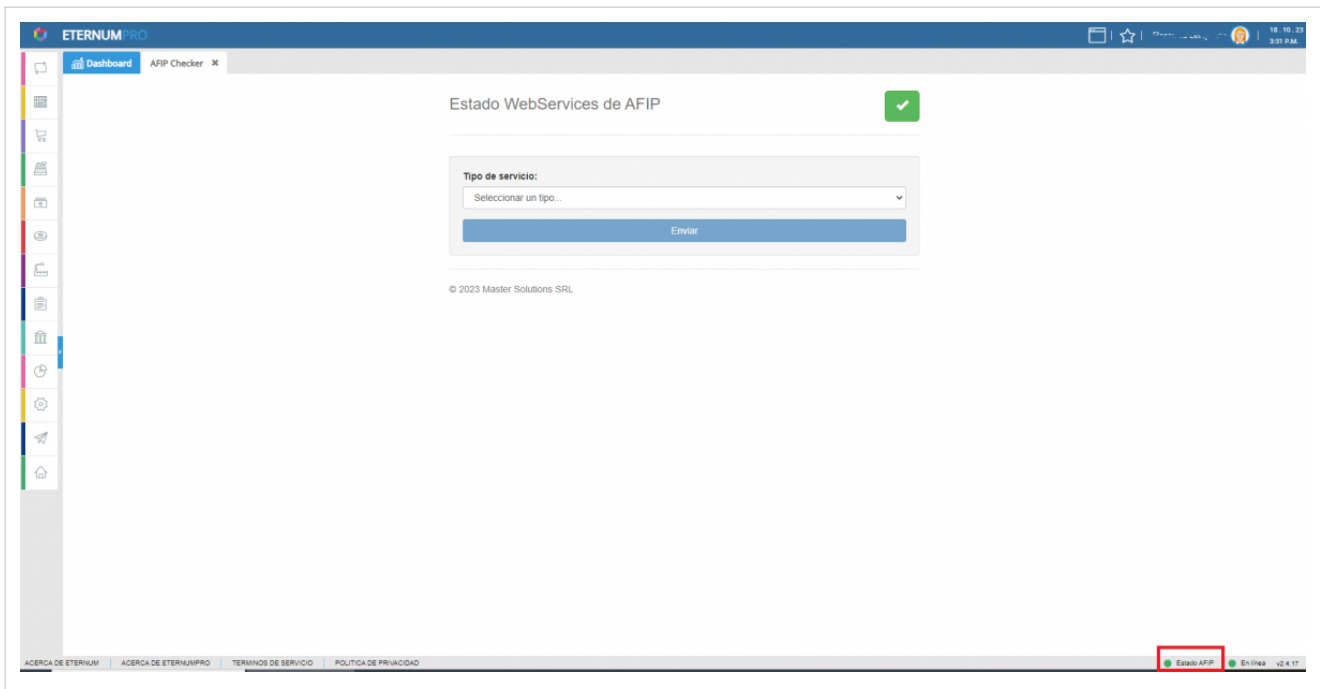 ETERNUMPRO
18.10.23
3:31 P.M.
Dashboard AFIP Checker
Estado WebServices de AFIP
Tipo de servicio:
Seleccionar un tipo...
Enviar
© 2023 Master Solutions SRL
ACERCA DE ETERNUM ACERCA DE ETERNUMPRO TERMINOS DE SERVICIO POLITICA DE PRIVACIDAD Estado AFIP En línea v2.4.17